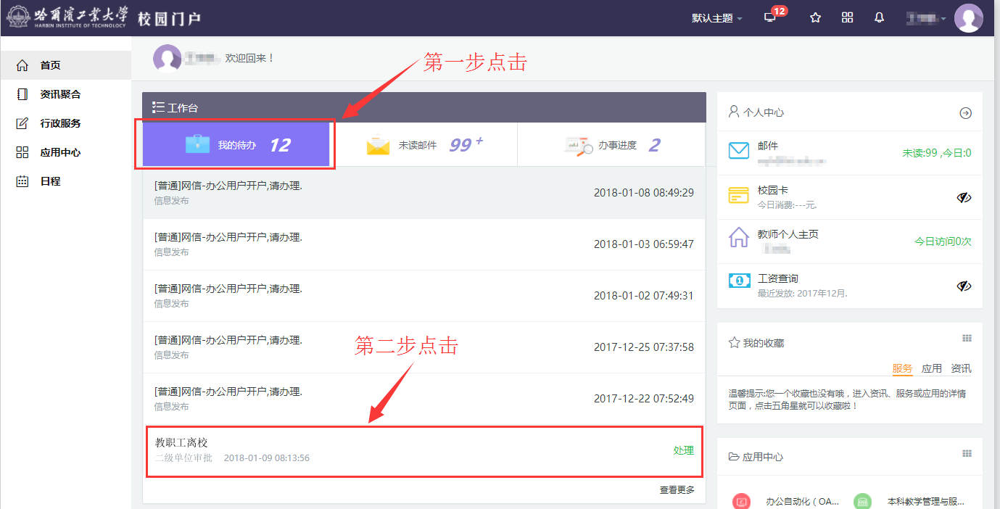 哈爾濱工業大學 校园门户
HARBIN INSTITUTE OF TECHNOLOGY
默认主题 12
首页
资讯聚合
行政服务
应用中心
日程
欢迎回来！
第一步点击
工作台
我的待办 12
未读邮件 99+
办事进度 2
[普通]网信-办公用户开户,请办理.
信息发布
2018-01-08 08:49:29
[普通]网信-办公用户开户,请办理.
信息发布
2018-01-03 06:59:47
[普通]网信-办公用户开户,请办理.
信息发布
2018-01-02 07:49:31
第二步点击
[普通]网信-办公用户开户,请办理.
信息发布
2017-12-25 07:37:58
[普通]网信-办公用户开户,请办理.
信息发布
2017-12-22 07:52:49
教职工离校
二级单位审批 2018-01-09 08:13:56
处理
查看更多
个人中心
邮件
未读:99 ,今日:0
校园卡
今日消费:---元.
教师个人主页
今日访问0次
工资查询
最近发放: 2017年12月.
我的收藏
服务 应用 资讯
温馨提示:您一个收藏也没有哦，进入资讯、服务或应用的详情
页面，点击五角星就可以收藏啦！
应用中心
办公自动化（OA... 本科教学管理与服...